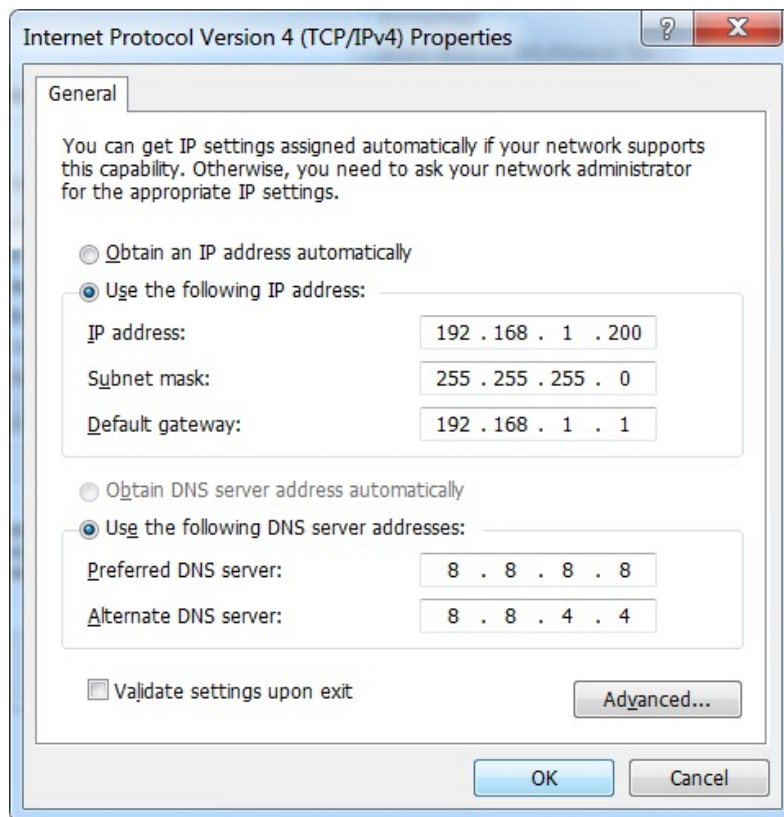 Internet Protocol Version 4 (TCP/IPv4) Properties
?
X
General
You can get IP settings assigned automatically if your network supports
this capability. Otherwise, you need to ask your network administrator
for the appropriate IP settings.
Obtain an IP address automatically
Use the following IP address:
IP address: 192 . 168 . 1 . 200
Subnet mask: 255 . 255 . 255 . 0
Default gateway: 192 . 168 . 1 . 1
Obtain DNS server address automatically
Use the following DNS server addresses:
Preferred DNS server: 8 . 8 . 8 . 8
Alternate DNS server: 8 . 8 . 4 . 4
Validate settings upon exit
Advanced...
OK Cancel